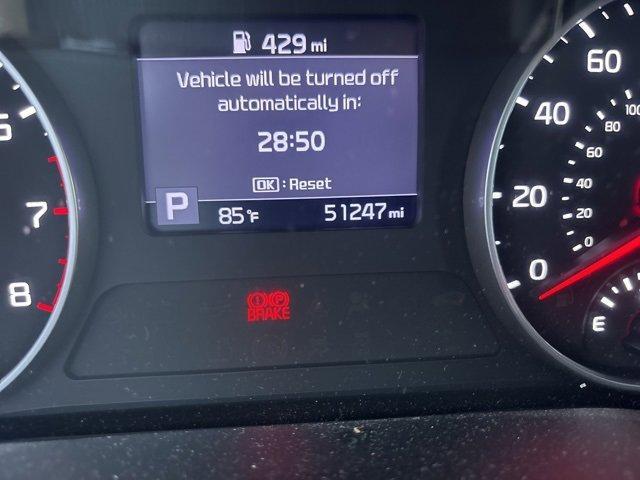 429 mi
Vehicle will be turned off
automatically in:
28:50
OK : Reset
P 85°F 51247 mi
BRAKE
7
8
60
40
20
0
100
80
60
40
20
0
E